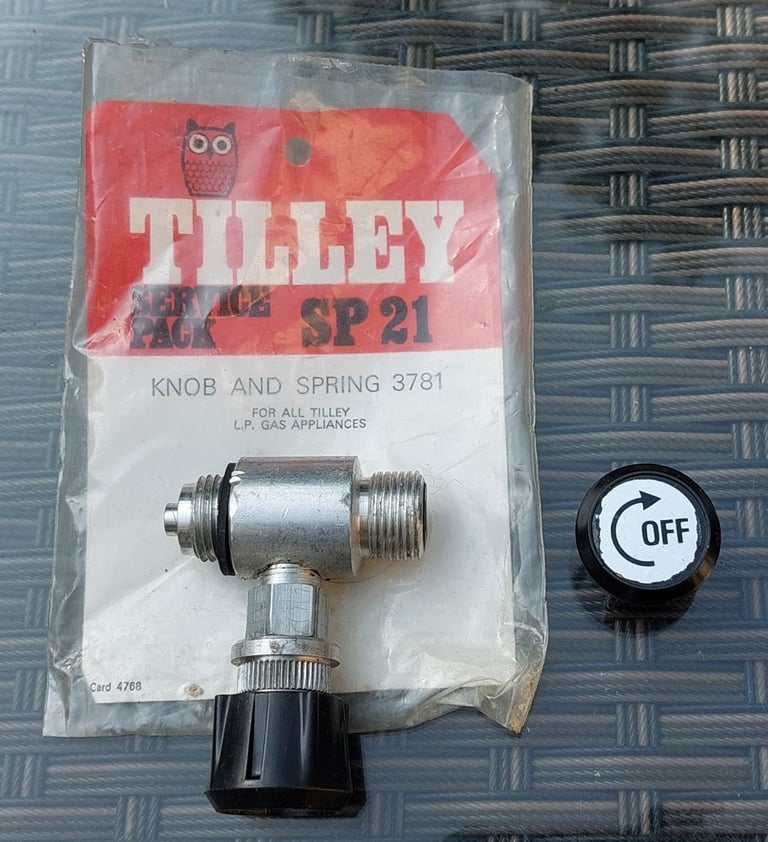 TILLEY
SERVICE
PACK
SP 21
KNOB AND SPRING 3781
FOR ALL TILLEY
L.P. GAS APPLIANCES
OFF
Card 4768